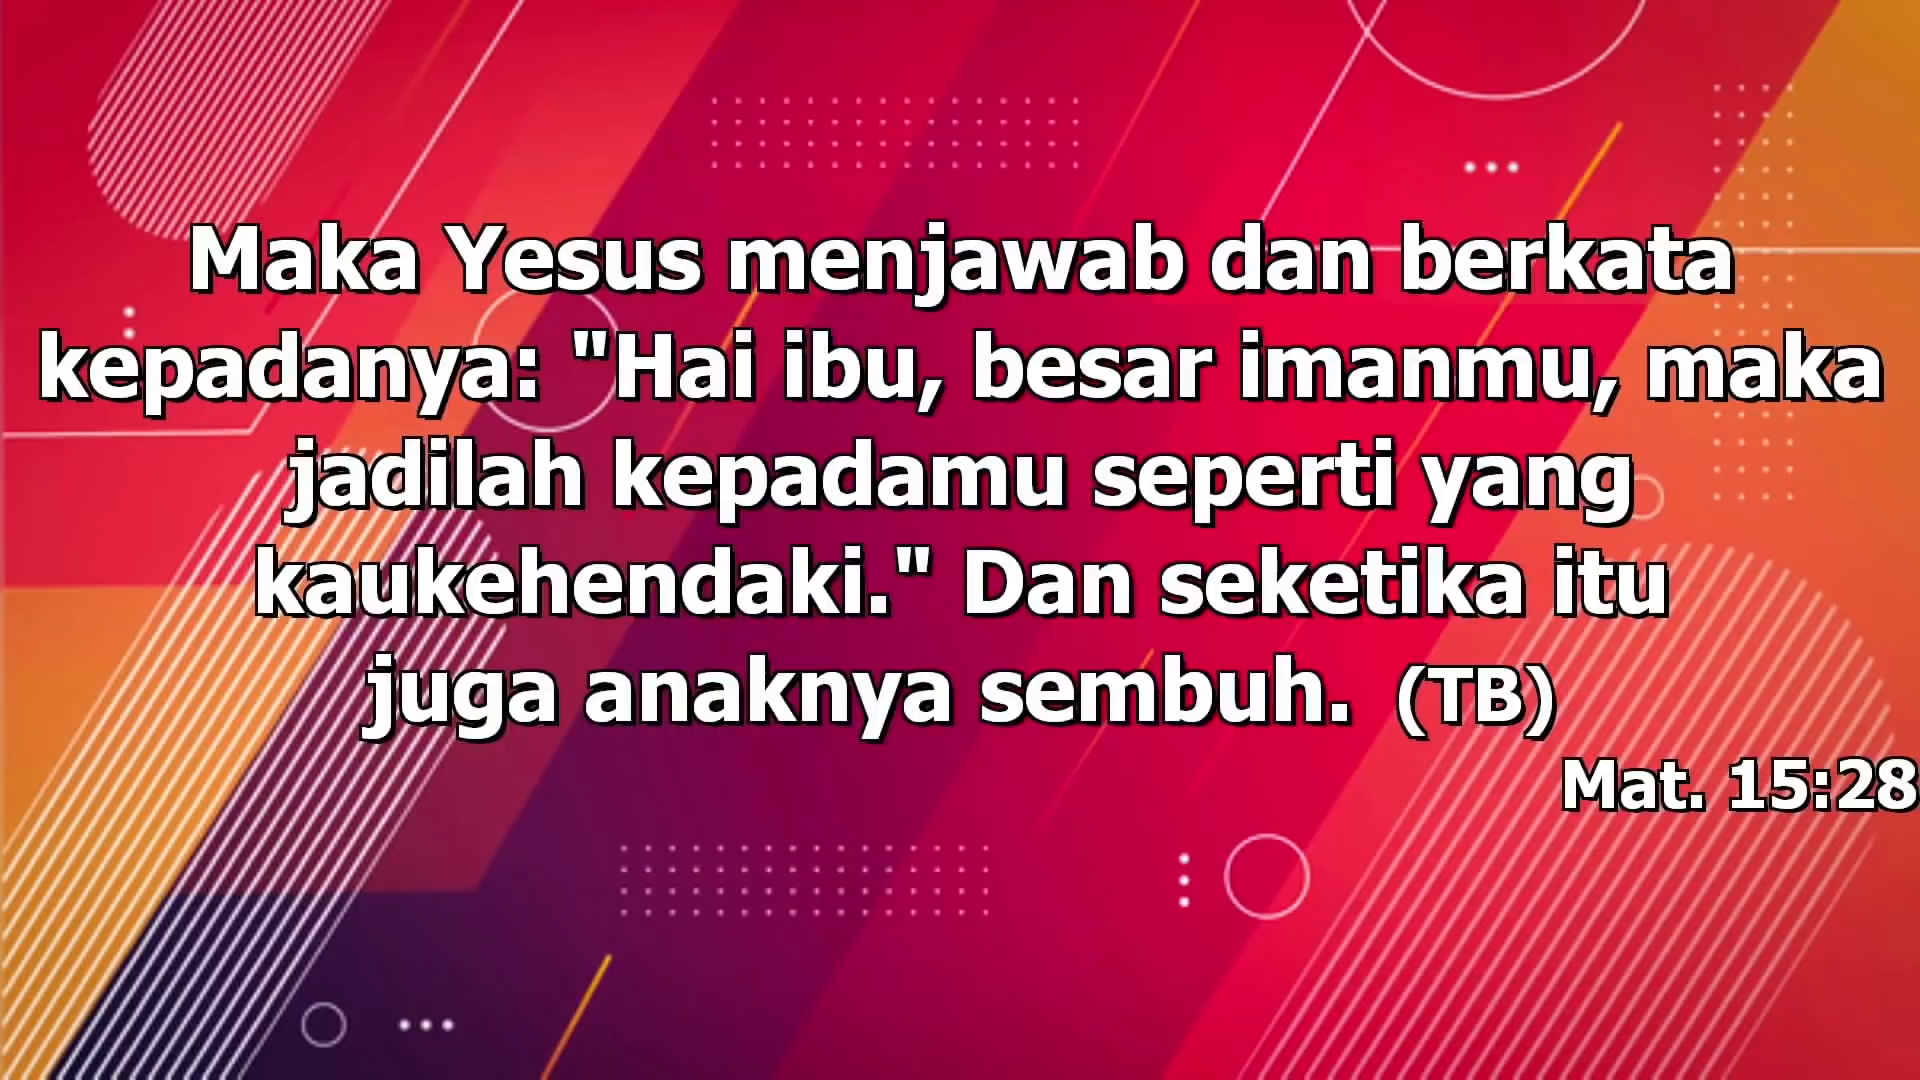 Maka Yesus menjawab dan berkata
kepadanya: "Hai ibu, besar imanmu, maka
jadilah kepadamu seperti yang
kaukehendaki." Dan seketika itu
juga anaknya sembuh. (TB)
Mat. 15:28